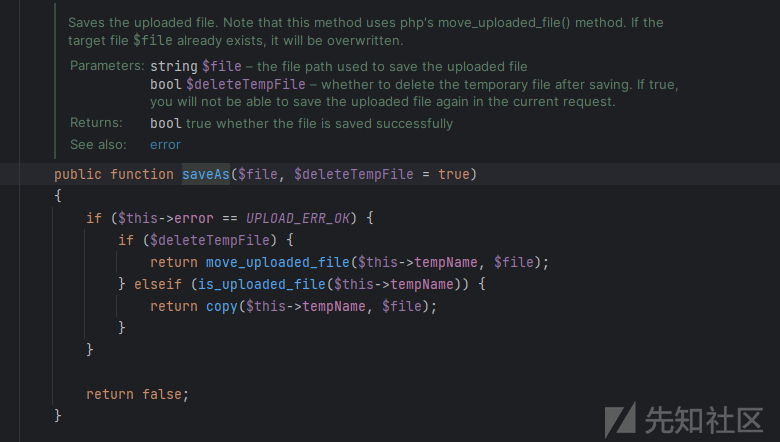 Saves the uploaded file. Note that this method uses php's move_uploaded_file() method. If the
target file $file already exists, it will be overwritten.
Parameters: string $file – the file path used to save the uploaded file
bool $deleteTempFile – whether to delete the temporary file after saving. If true,
you will not be able to save the uploaded file again in the current request.
Returns: bool true whether the file is saved successfully
See also: error
public function saveAs($file, $deleteTempFile = true)
{
if ($this->error == UPLOAD_ERR_OK) {
if ($deleteTempFile) {
return move_uploaded_file($this->tempName, $file);
} elseif (is_uploaded_file($this->tempName)) {
return copy($this->tempName, $file);
}
}
return false;
}
先知社区